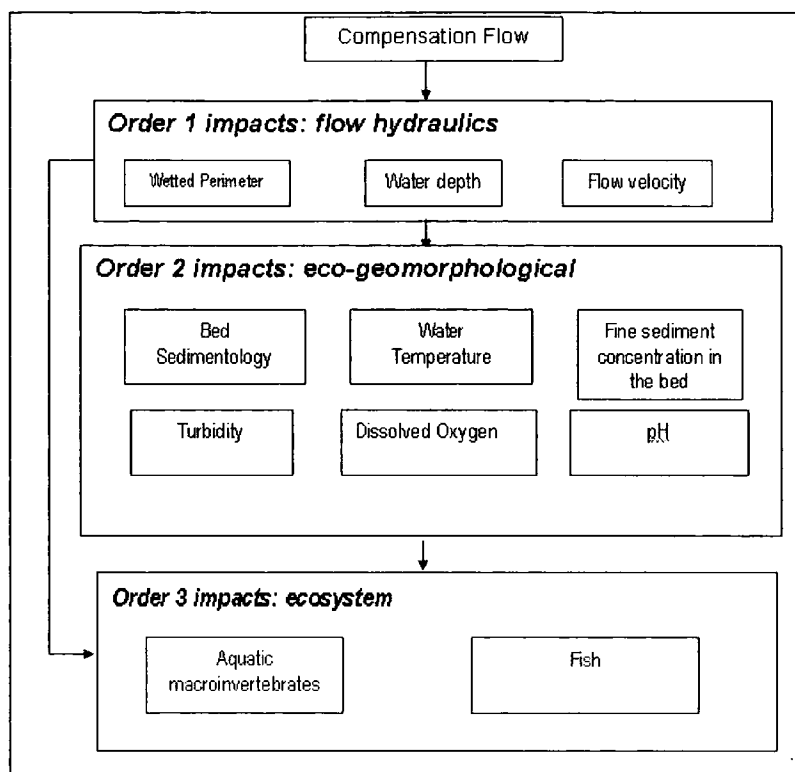 Compensation Flow
Order 1 impacts: flow hydraulics
Wetted Perimeter
Water depth
Flow velocity
Order 2 impacts: eco-geomorphological
Bed
Sedimentology
Water
Temperature
Fine sediment
concentration in
the bed
Turbidity
Dissolved Oxygen
pH
Order 3 impacts: ecosystem
Aquatic
macroinvertebrates
Fish